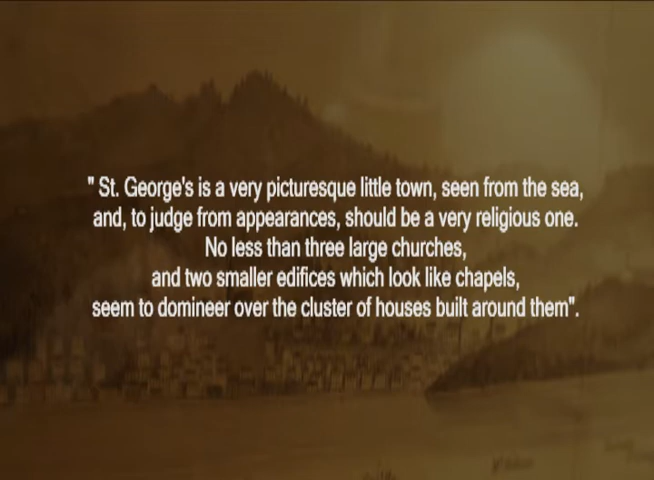 " St. George's is a very picturesque little town, seen from the sea,
and, to judge from appearances, should be a very religious one.
No less than three large churches,
and two smaller edifices which look like chapels,
seem to domineer over the cluster of houses built around them".